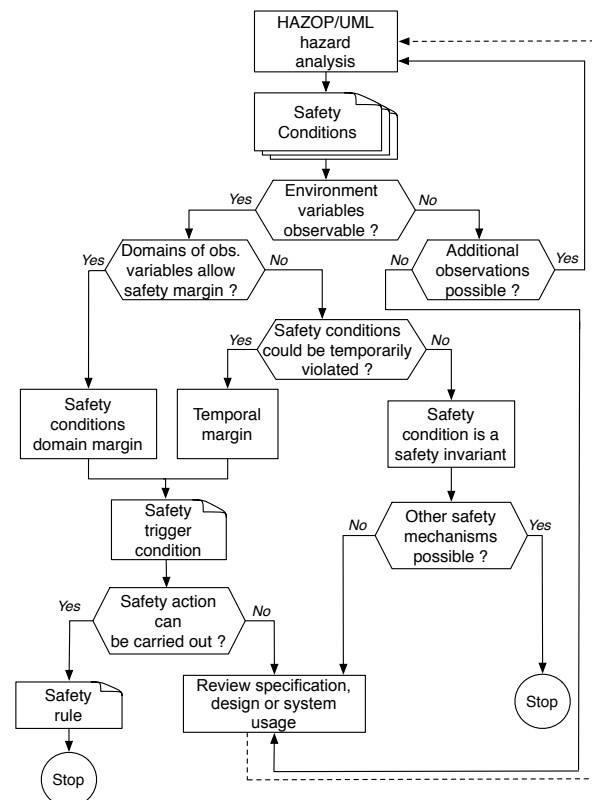 HAZOP/UML
hazard
analysis
Safety
Conditions
Yes
Environment
variables
observable ?
No
Yes
Domains of obs.
variables allow
safety margin ?
No
No
Additional
observations
possible ?
Yes
Yes
Safety conditions
could be temporarily
violated ?
No
Safety
conditions
domain margin
Temporal
margin
Safety
condition is a
safety invariant
Safety
trigger
condition
No
Other safety
mechanisms
possible ?
Yes
Yes
Safety action
can
be carried out ?
No
Safety
rule
Review specification,
design or system
usage
Stop
Stop